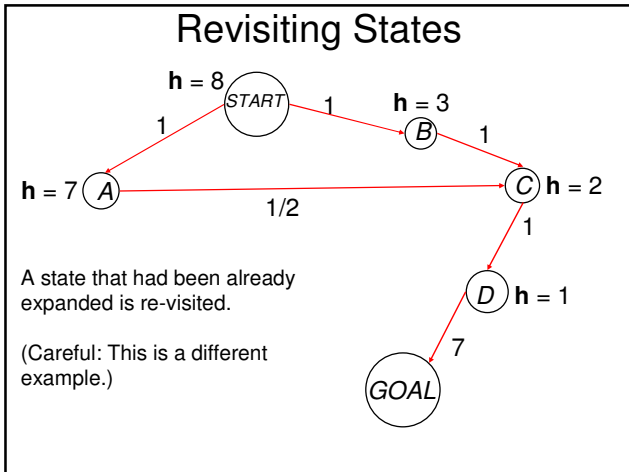 Revisiting States
h = 8
START
1
1
h = 3
B
1
h = 7
A
1/2
C
h = 2
1
A state that had been already
expanded is re-visited.
D
h = 1
(Careful: This is a different
example.)
7
GOAL